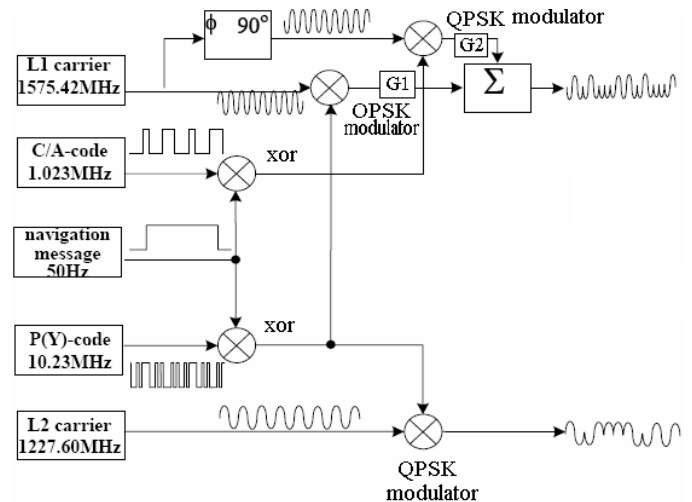 ϕ 90°
QPSK modulator
G2
L1 carrier
1575.42MHz
G1
Σ
OPSK
modulator
C/A-code
1.023MHz
xor
navigation
message
50Hz
P(Y)-code
10.23MHz
xor
L2 carrier
1227.60MHz
QPSK
modulator